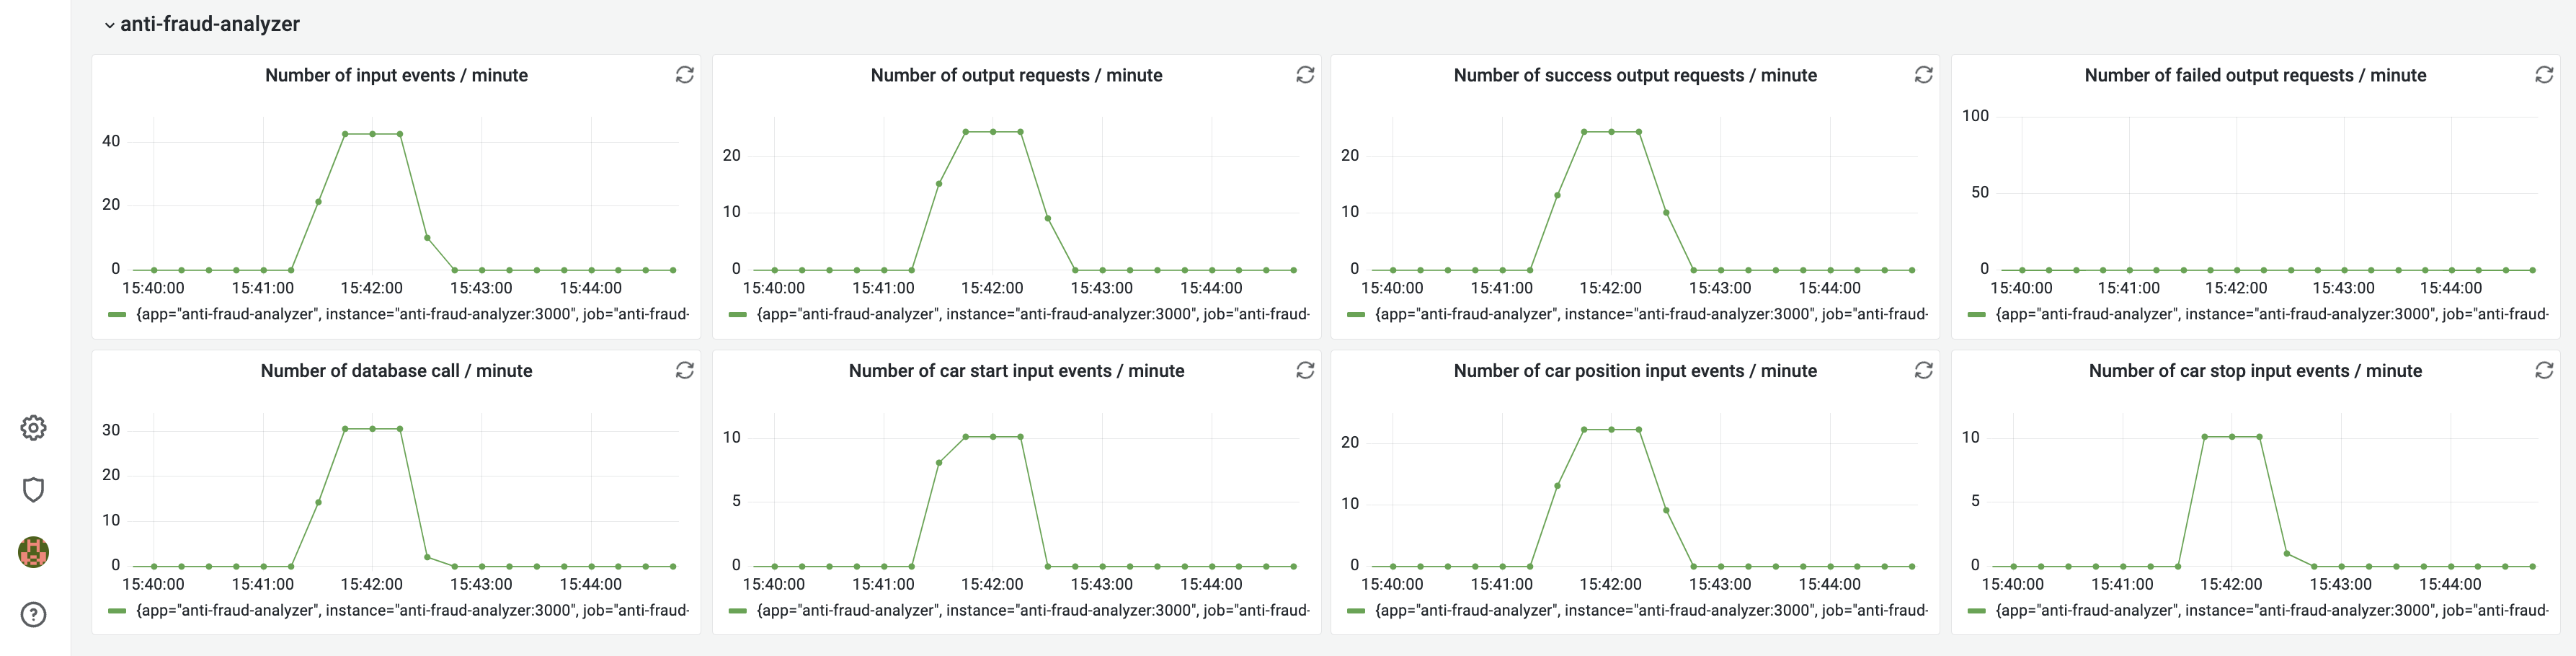 anti-fraud-analyzer
Number of input events / minute
40
20
0
15:40:00 15:41:00 15:42:00 15:43:00 15:44:00
{app="anti-fraud-analyzer", instance="anti-fraud-analyzer:3000", job="anti-fraud-
Number of output requests / minute
20
10
0
15:40:00 15:41:00 15:42:00 15:43:00 15:44:00
{app="anti-fraud-analyzer", instance="anti-fraud-analyzer:3000", job="anti-fraud-
Number of success output requests / minute
20
10
0
15:40:00 15:41:00 15:42:00 15:43:00 15:44:00
{app="anti-fraud-analyzer", instance="anti-fraud-analyzer:3000", job="anti-fraud-
Number of failed output requests / minute
100
50
0
15:40:00 15:41:00 15:42:00 15:43:00 15:44:00
{app="anti-fraud-analyzer", instance="anti-fraud-analyzer:3000", job="anti-fraud-
Number of database call / minute
30
20
10
0
15:40:00 15:41:00 15:42:00 15:43:00 15:44:00
{app="anti-fraud-analyzer", instance="anti-fraud-analyzer:3000", job="anti-fraud-
Number of car start input events / minute
10
5
0
15:40:00 15:41:00 15:42:00 15:43:00 15:44:00
{app="anti-fraud-analyzer", instance="anti-fraud-analyzer:3000", job="anti-fraud-
Number of car position input events / minute
20
10
0
15:40:00 15:41:00 15:42:00 15:43:00 15:44:00
{app="anti-fraud-analyzer", instance="anti-fraud-analyzer:3000", job="anti-fraud-
Number of car stop input events / minute
10
5
0
15:40:00 15:41:00 15:42:00 15:43:00 15:44:00
{app="anti-fraud-analyzer", instance="anti-fraud-analyzer:3000", job="anti-fraud-